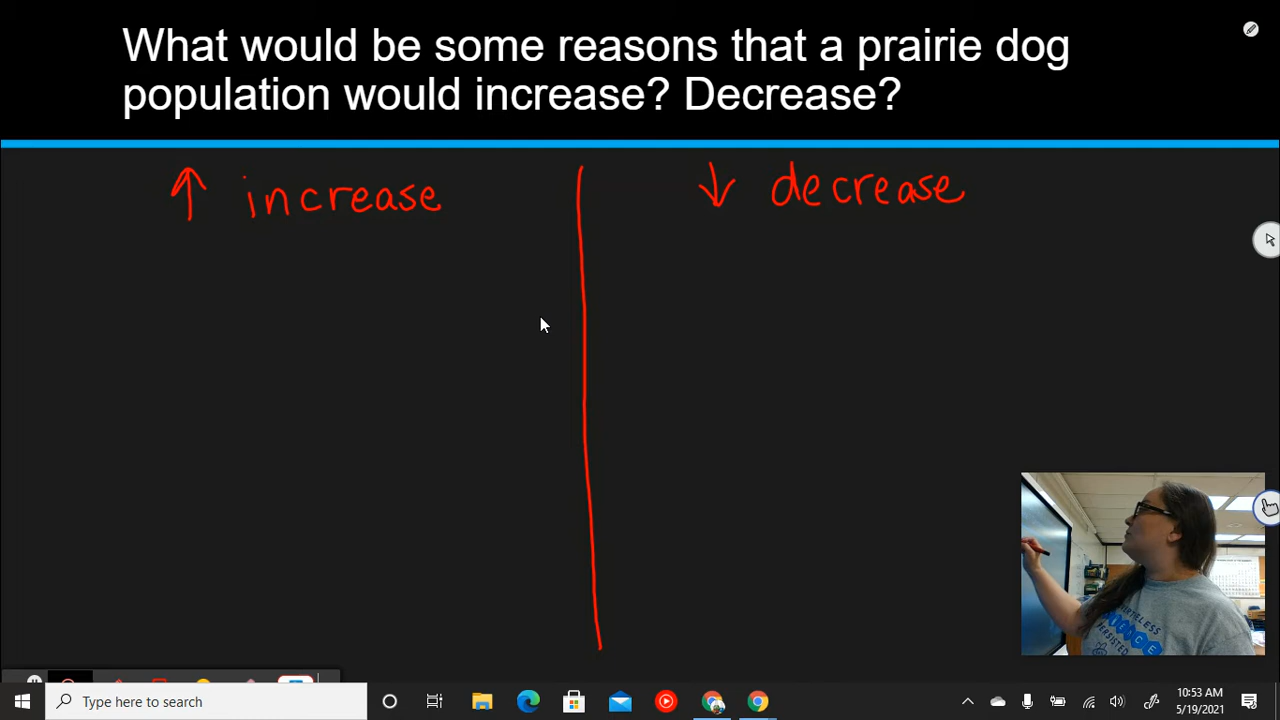 What would be some reasons that a prairie dog
population would increase? Decrease?
↑ increase
↓ decrease
PERSISTED
Type here to search
10:53 AM
5/19/2021